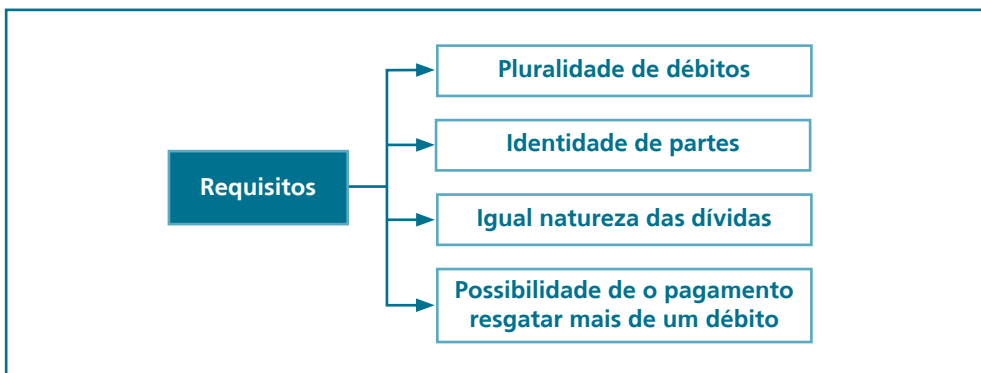 Requisitos
Pluralidade de débitos
Identidade de partes
Igual natureza das dívidas
Possibilidade de o pagamento
resgatar mais de um débito